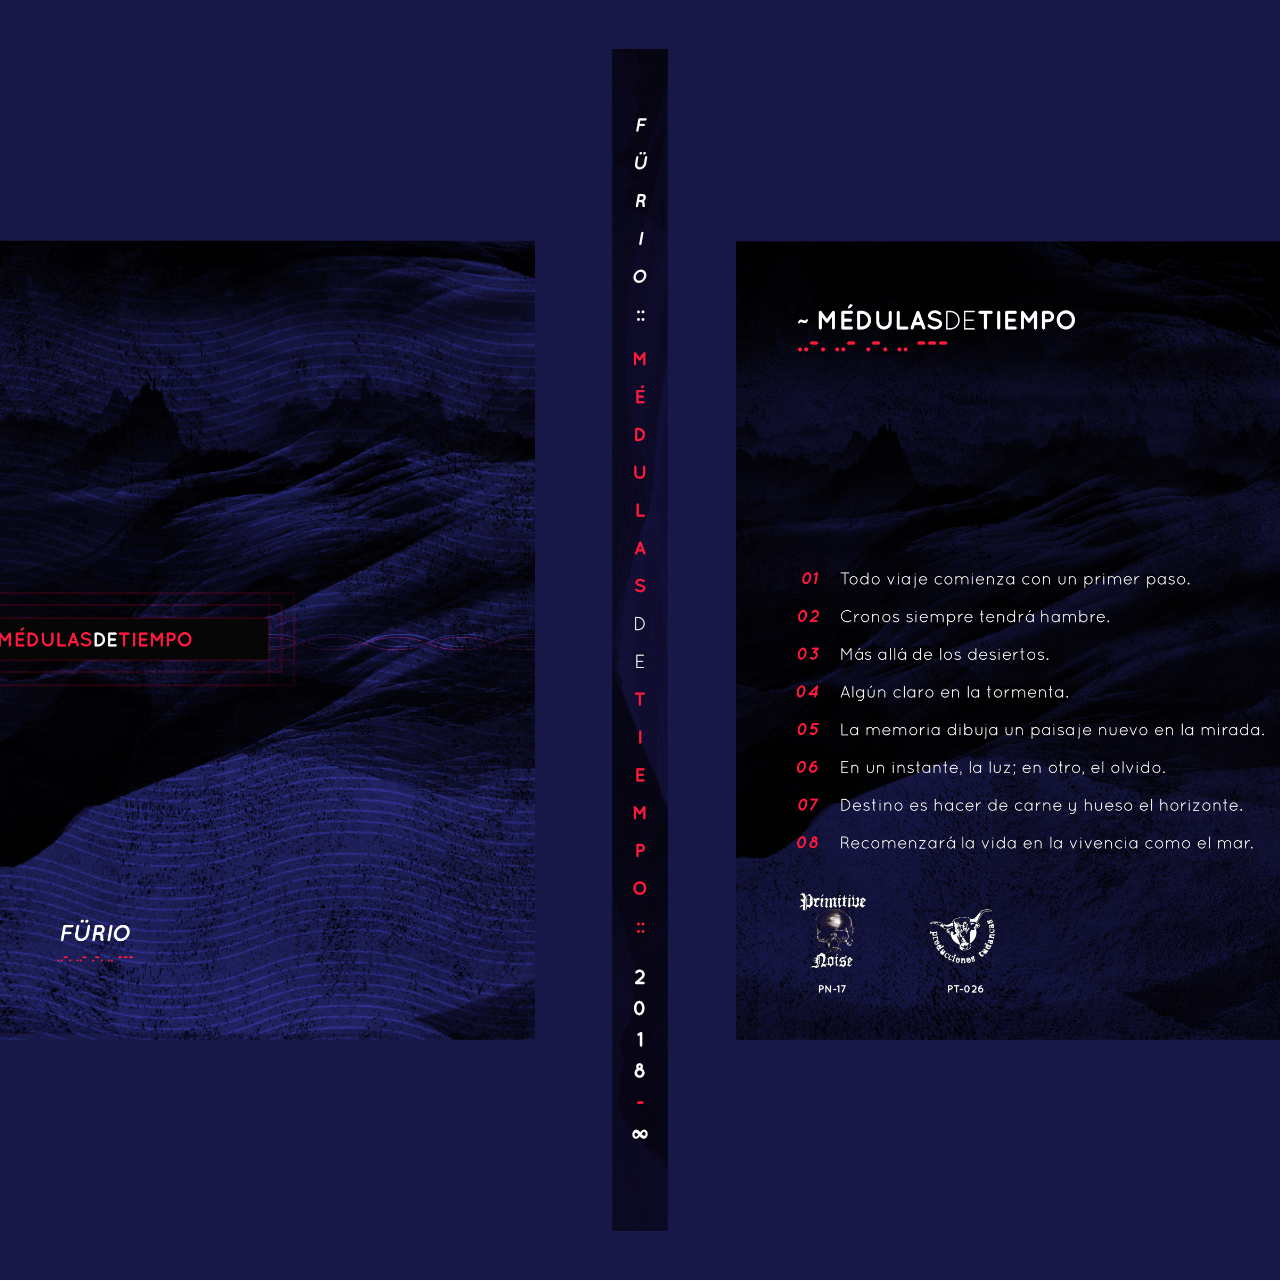 MÉDULASDETIEMPO
FÜRIO
..-. ..- .-. .. ---
FÜRIO :: MÉDULASDETIEMPO :: 2018-∞
~ MÉDULASDETIEMPO
..-. ..- .-. .. ---
01 Todo viaje comienza con un primer paso.
02 Cronos siempre tendrá hambre.
03 Más allá de los desiertos.
04 Algún claro en la tormenta.
05 La memoria dibuja un paisaje nuevo en la mirada.
06 En un instante, la luz; en otro, el olvido.
07 Destino es hacer de carne y hueso el horizonte.
08 Recomenzará la vida en la vivencia como el mar.
Primitive
Noise
PN-17
producciones tudancas
PT-026